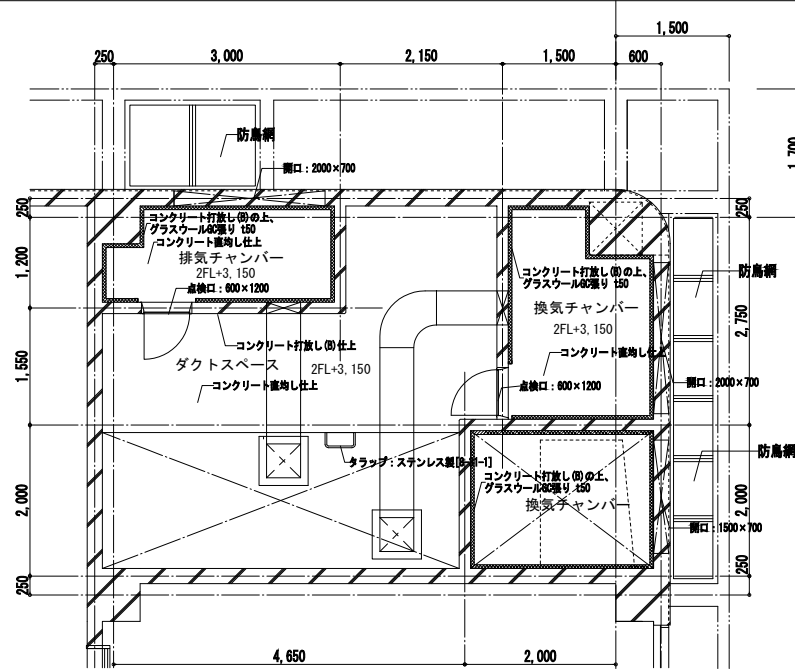 1,500
250
3,000
2,150
1,500
600
防鳥網
1,700
開口：2000×700
250
コンクリート打放し(B)の上、
グラスウールGC張り t50
コンクリート直均し仕上
排気チャンバー
2FL+3,150
点検口：600×1200
1,200
250
防鳥網
コンクリート打放し(B)の上、
グラスウールGC張り t50
換気チャンバー
2FL+3,150
2,750
コンクリート打放し(B)仕上
コンクリート直均し仕上
ダクトスペース
2FL+3,150
コンクリート直均し仕上
点検口：600×1200
開口：2000×700
1,550
防鳥網
タラップ：ステンレス製
コンクリート打放し(B)の上、
グラスウールGC張り t50
換気チャンバー
2,000
2,000
開口：1500×700
250
250
4,650
2,000